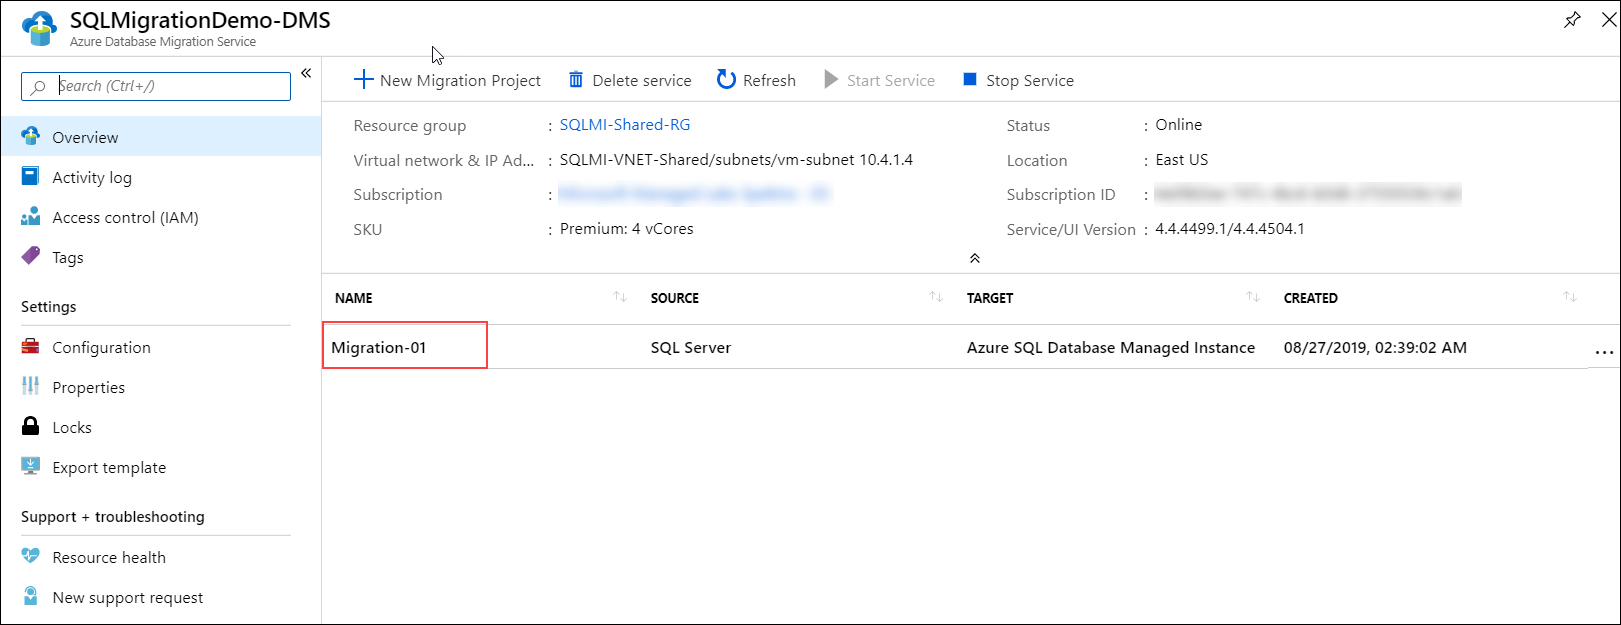 SQLMigrationDemo-DMS
Azure Database Migration Service
Search (Ctrl+/)
«
Overview
Activity log
Access control (IAM)
Tags
Settings
Configuration
Properties
Locks
Export template
Support + troubleshooting
Resource health
New support request
New Migration Project Delete service Refresh Start Service Stop Service
Resource group : SQLMI-Shared-RG
Virtual network & IP Ad... : SQLMI-VNET-Shared/subnets/vm-subnet 10.4.1.4
Subscription :
SKU : Premium: 4 vCores
Status : Online
Location : East US
Subscription ID :
Service/UI Version : 4.4.4499.1/4.4.4504.1
NAME SOURCE TARGET CREATED
Migration-01 SQL Server Azure SQL Database Managed Instance 08/27/2019, 02:39:02 AM ...